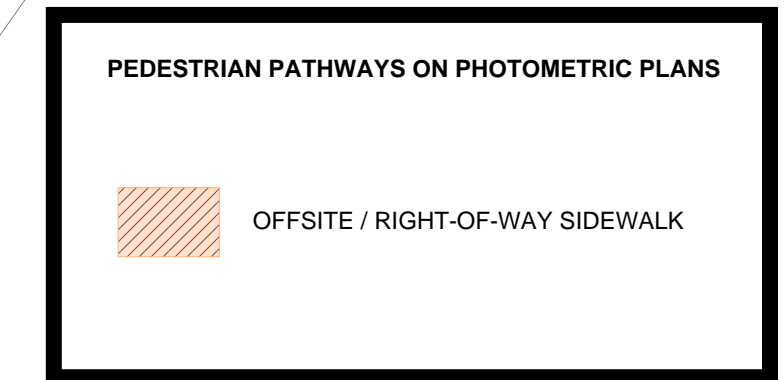 PEDESTRIAN PATHWAYS ON PHOTOMETRIC PLANS
OFFSITE / RIGHT-OF-WAY SIDEWALK